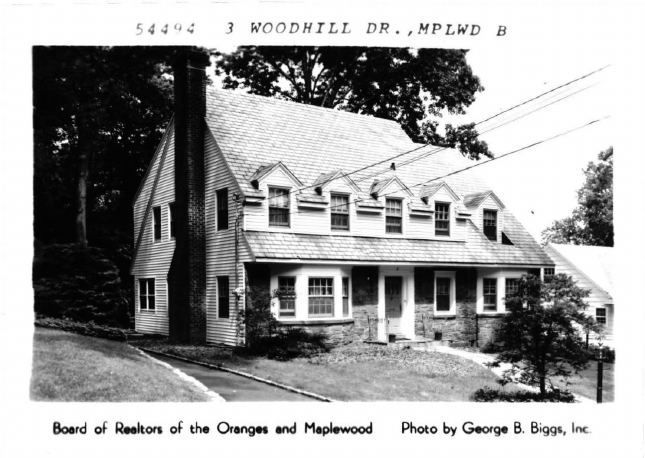 54494 3 WOODHILL DR.,MPLWD B
Board of Realtors of the Oranges and Maplewood Photo by George B. Biggs, Inc.